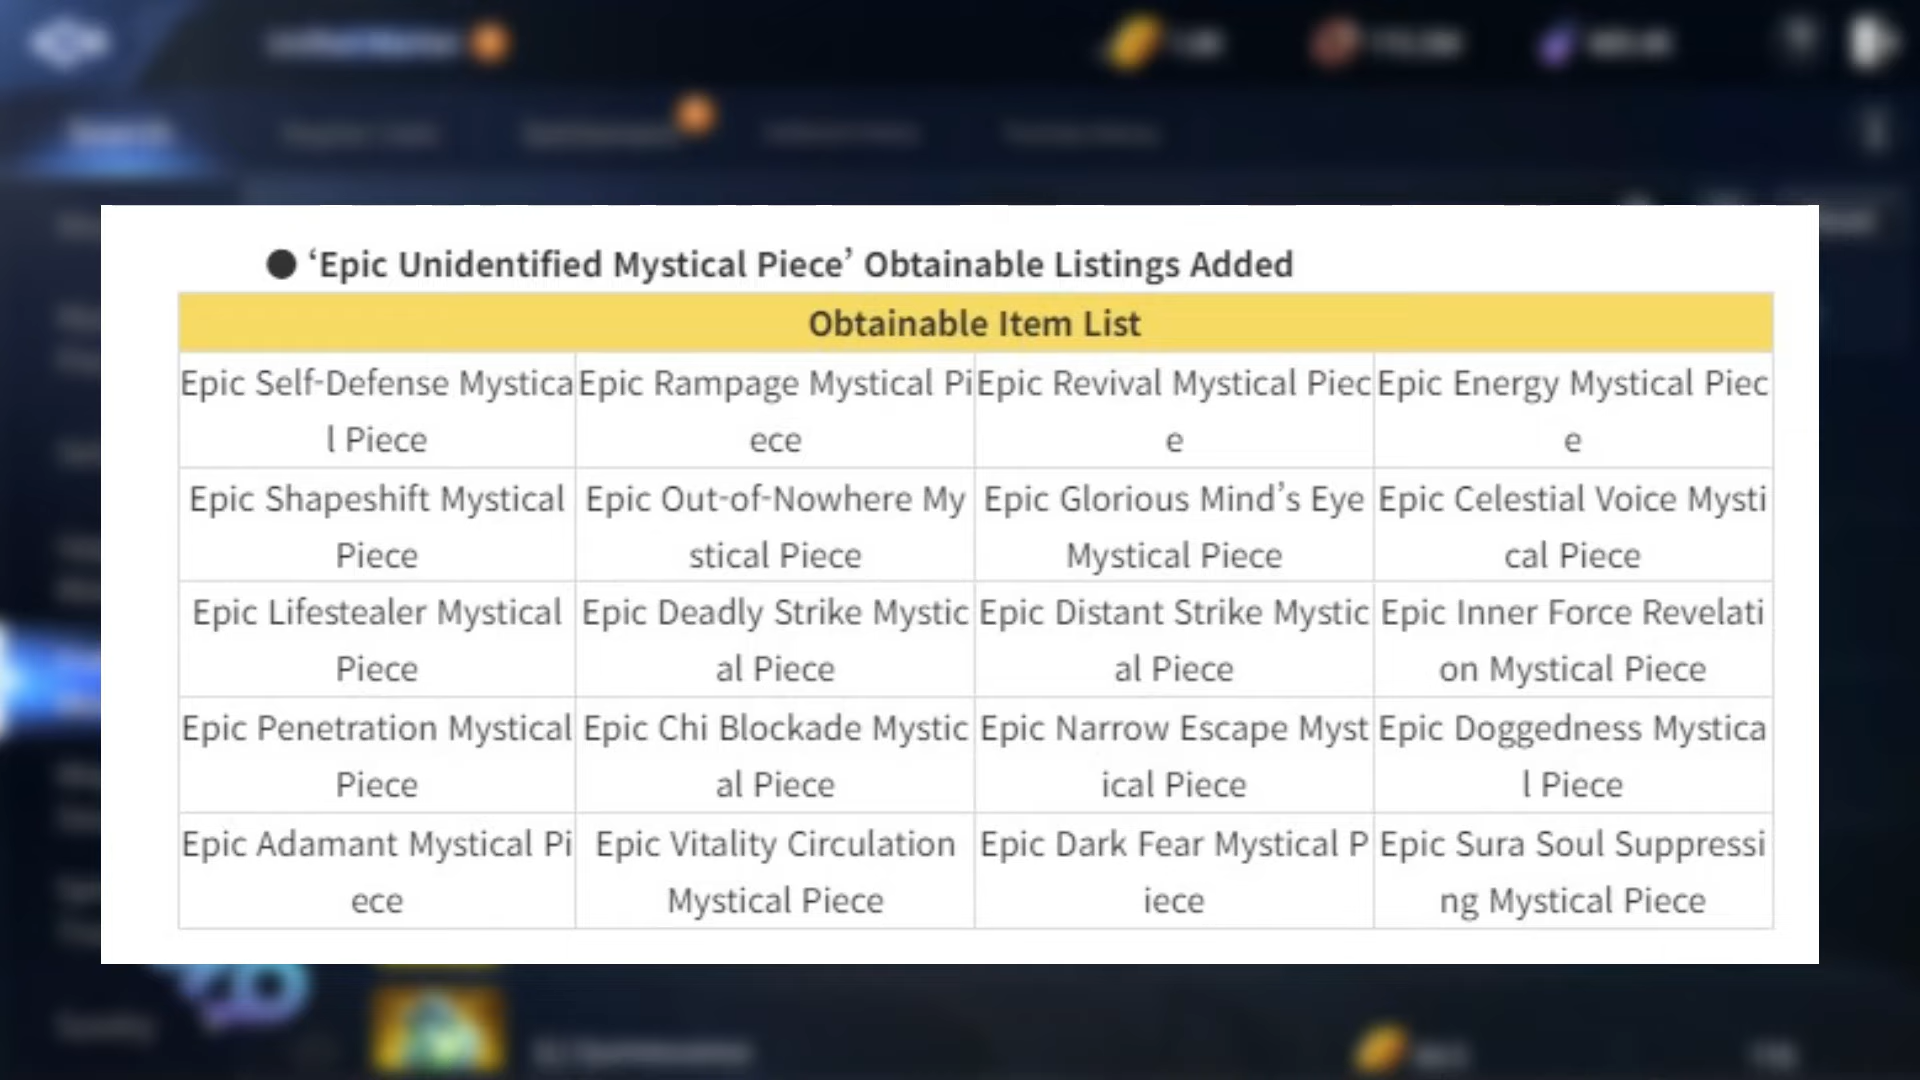 ● ‘Epic Unidentified Mystical Piece’ Obtainable Listings Added
Obtainable Item List
Epic Self-Defense Mystica
l Piece
Epic Rampage Mystical Pi
ece
Epic Revival Mystical Piec
e
Epic Energy Mystical Piec
e
Epic Shapeshift Mystical
Piece
Epic Out-of-Nowhere My
stical Piece
Epic Glorious Mind’s Eye
Mystical Piece
Epic Celestial Voice Mysti
cal Piece
Epic Lifestealer Mystical
Piece
Epic Deadly Strike Mystic
al Piece
Epic Distant Strike Mystic
al Piece
Epic Inner Force Revelati
on Mystical Piece
Epic Penetration Mystical
Piece
Epic Chi Blockade Mystic
al Piece
Epic Narrow Escape Myst
ical Piece
Epic Doggedness Mystica
l Piece
Epic Adamant Mystical Pi
ece
Epic Vitality Circulation
Mystical Piece
Epic Dark Fear Mystical P
iece
Epic Sura Soul Suppressi
ng Mystical Piece